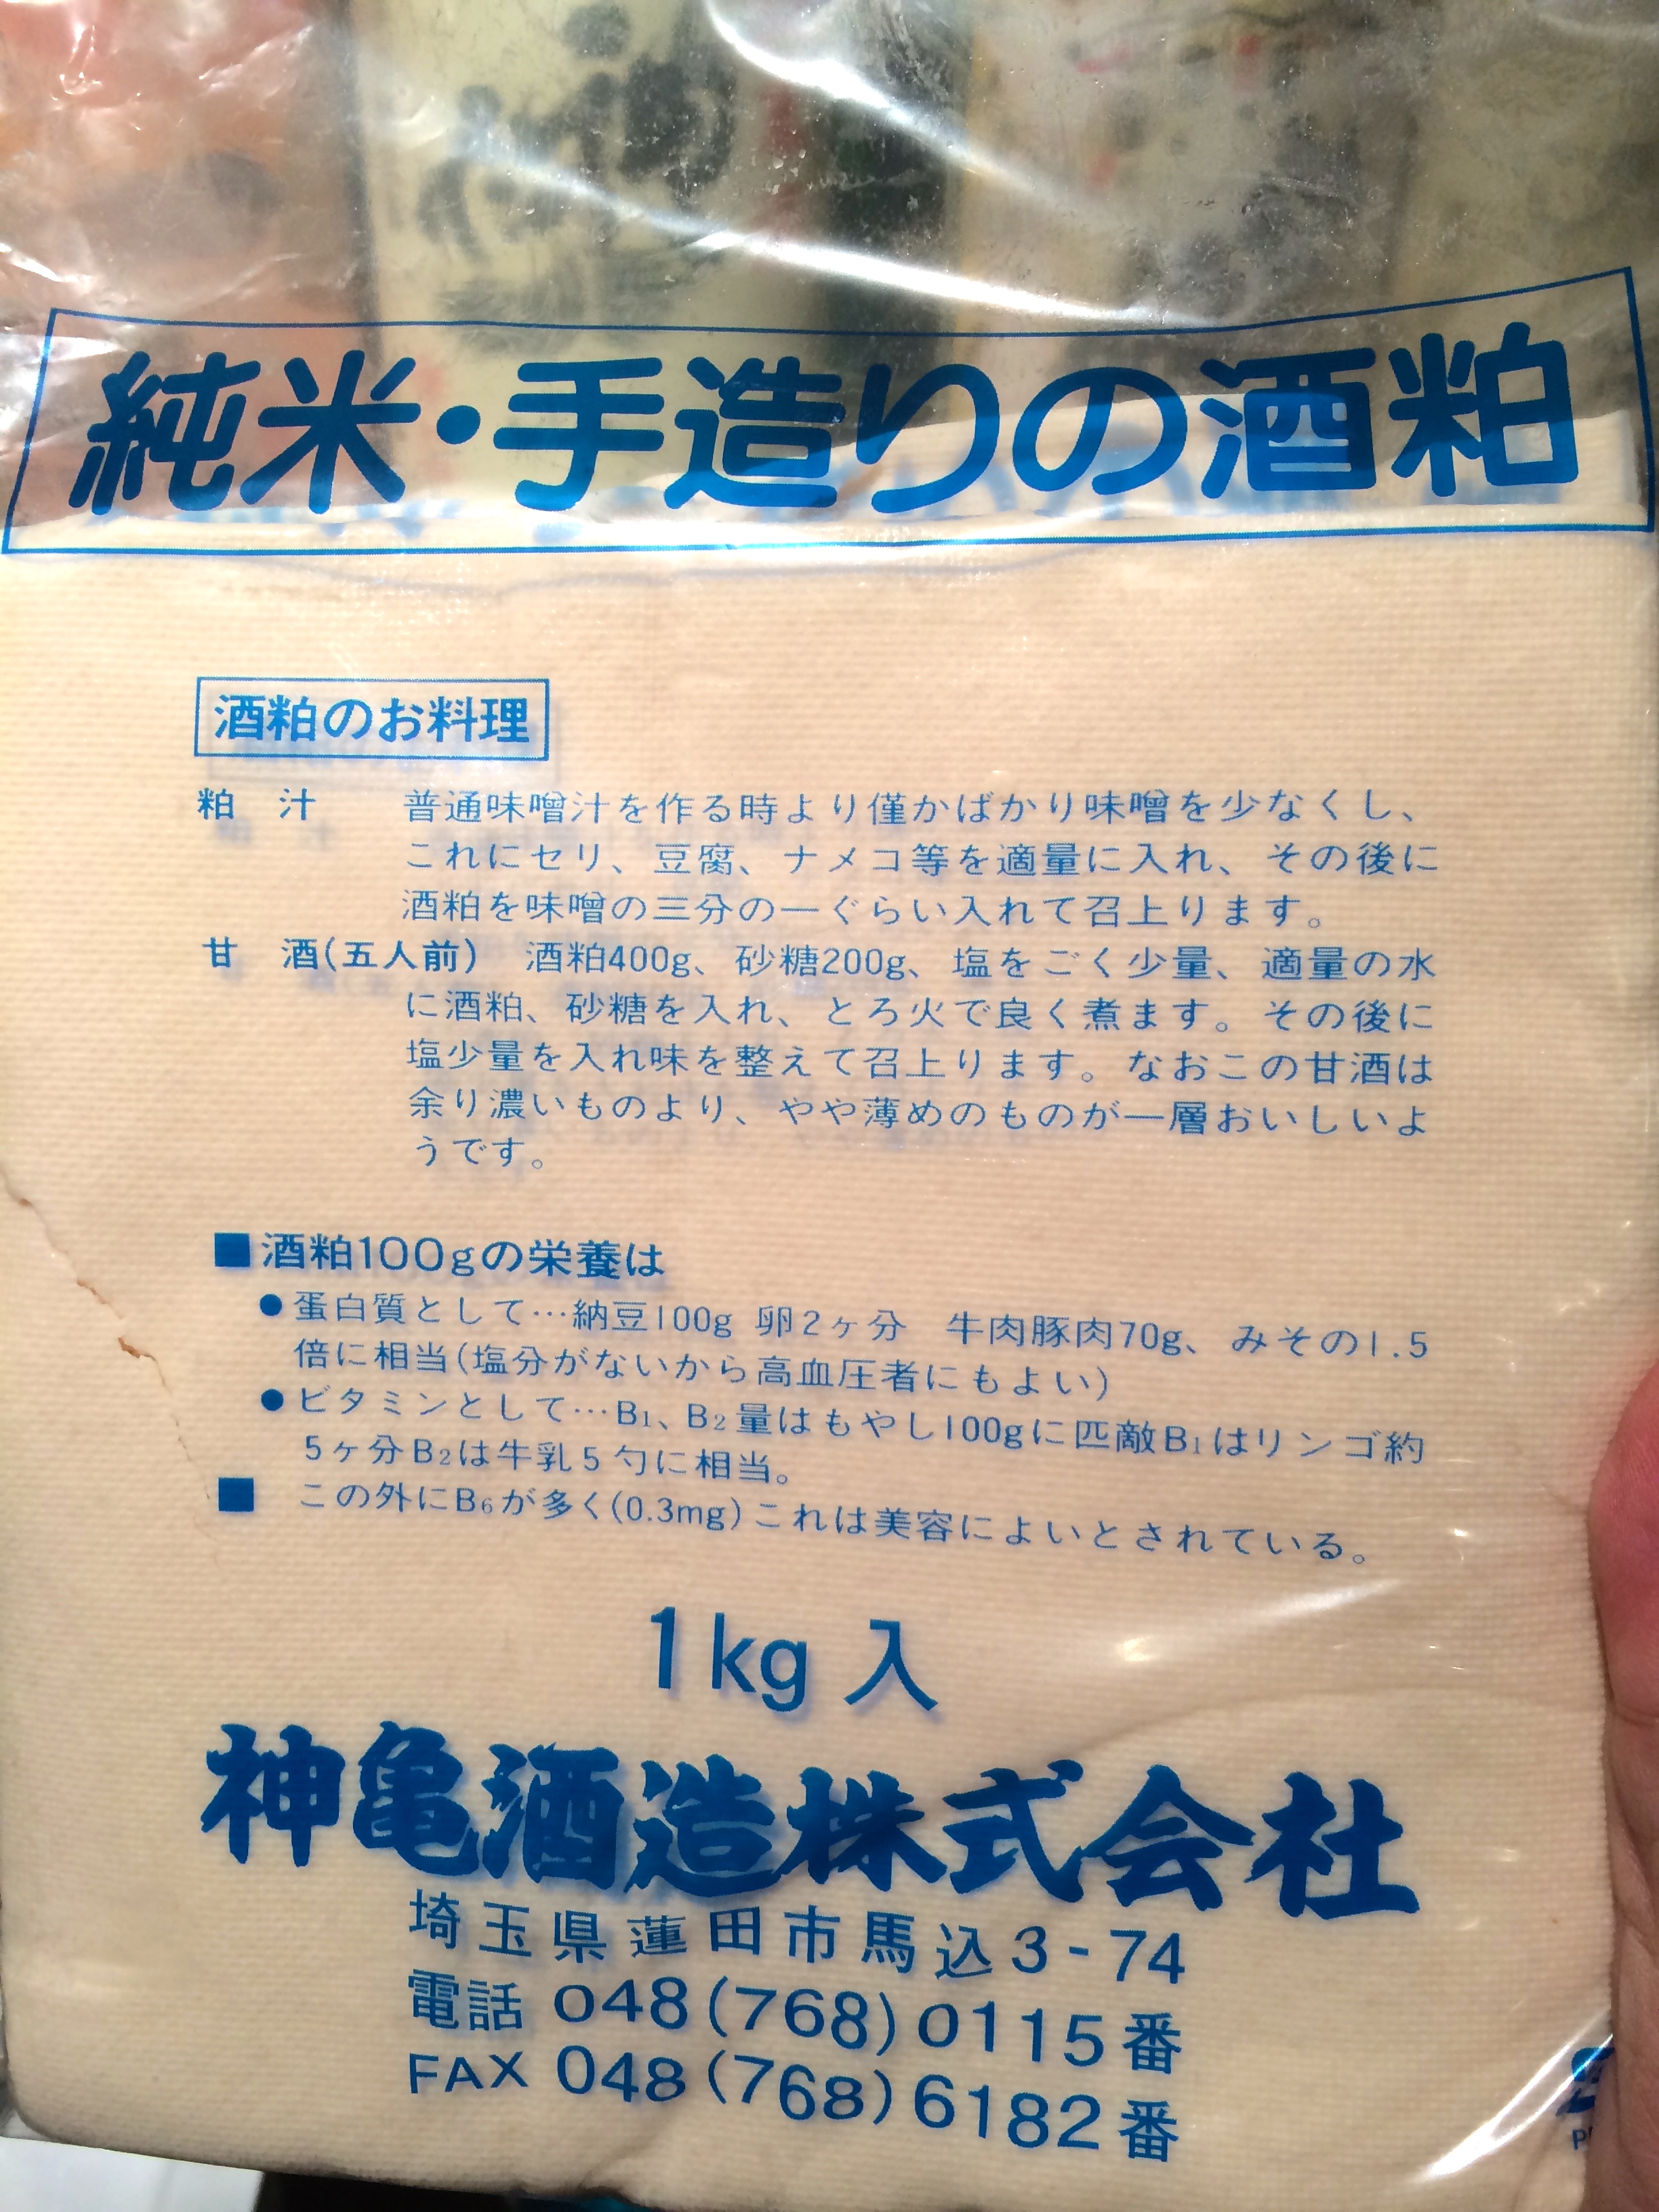 純米・手造りの酒粕
酒粕のお料理
粕 汁 普通味噌汁を作る時より僅かばかり味噌を少なくし、
これにセリ、豆腐、ナメコ等を適量に入れ、その後に
酒粕を味噌の三分の一ぐらい入れて召上ります。
甘 酒(五人前) 酒粕400g、砂糖200g、塩をごく少量、適量の水
に酒粕、砂糖を入れ、とろ火で良く煮ます。その後に
塩少量を入れ味を整えて召上ります。なおこの甘酒は
余り濃いものより、やや薄めのものが一層おいしいよ
うです。
■酒粕100gの栄養は
●蛋白質として…納豆100g 卵2ヶ分 牛肉豚肉70g、みその1.5
倍に相当(塩分がないから高血圧者にもよい)
●ビタミンとして…B₁、B₂量はもやし100gに匹敵B₁はリンゴ約
5ヶ分B₂は牛乳5勺に相当。
■ この外にB₆が多く(0.3mg)これは美容によいとされている。
1kg 入
神亀酒造株式会社
埼玉県蓮田市馬込3-74
電話 048(768)0115番
FAX 048(768)6182番